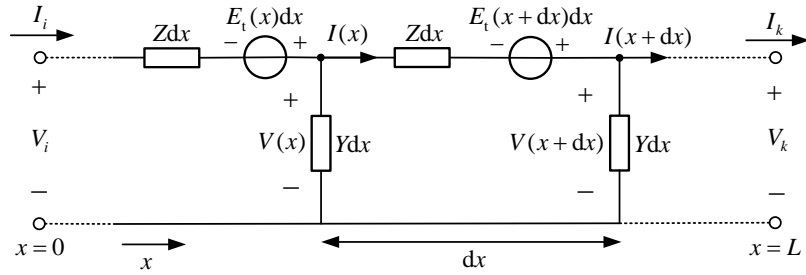 I_i E_t(x)dx E_t(x+dx)dx I_k
Zdx − + I(x) Zdx − + I(x+dx)
+ + + +
V_i V(x) Ydx V(x+dx) Ydx V_k
− − − −
x=0 x dx x=L